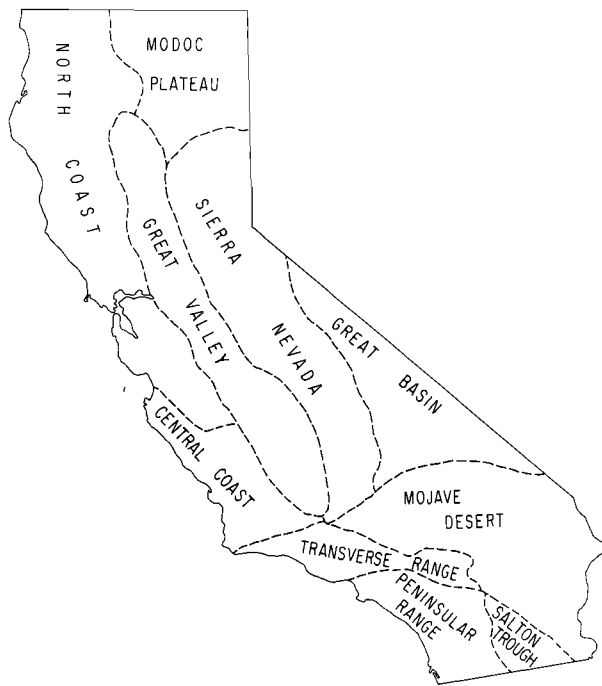 NORTH COAST
MODOC
PLATEAU
GREAT VALLEY
SIERRA NEVADA
GREAT BASIN
CENTRAL COAST
MOJAVE
DESERT
TRANSVERSE RANGE
PENINSULAR
RANGE
SALTON
TROUGH